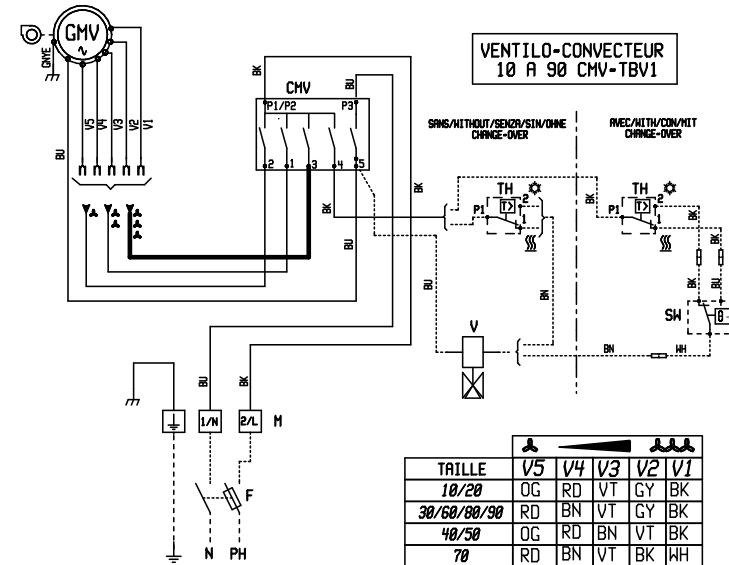 GMV
∿
GNYE
BU
V5
V4
V3
V2
V1
BK
BU
CMV
P1/P2
P3
2
1
3
4
5
BK
BU
BK
VENTILO-CONVECTEUR
10 A 90 CMV-TBV1
SANS/WITHOUT/SENZA/SIN/OHNE
CHANGE-OVER
AVEC/WITH/CON/MIT
CHANGE-OVER
TH
P1
T>
2
1
BK
TH
P1
T>
2
1
BK
BK
BK
BU
SW
θ
BU
BN
V
BN
WH
BU
BK
1/N
2/L
M
F
N
PH
TAILLE V5 V4 V3 V2 V1
10/20 OG RD VT GY BK
30/60/80/90 RD BN VT GY BK
40/50 OG RD BN VT BK
70 RD BN VT BK WH